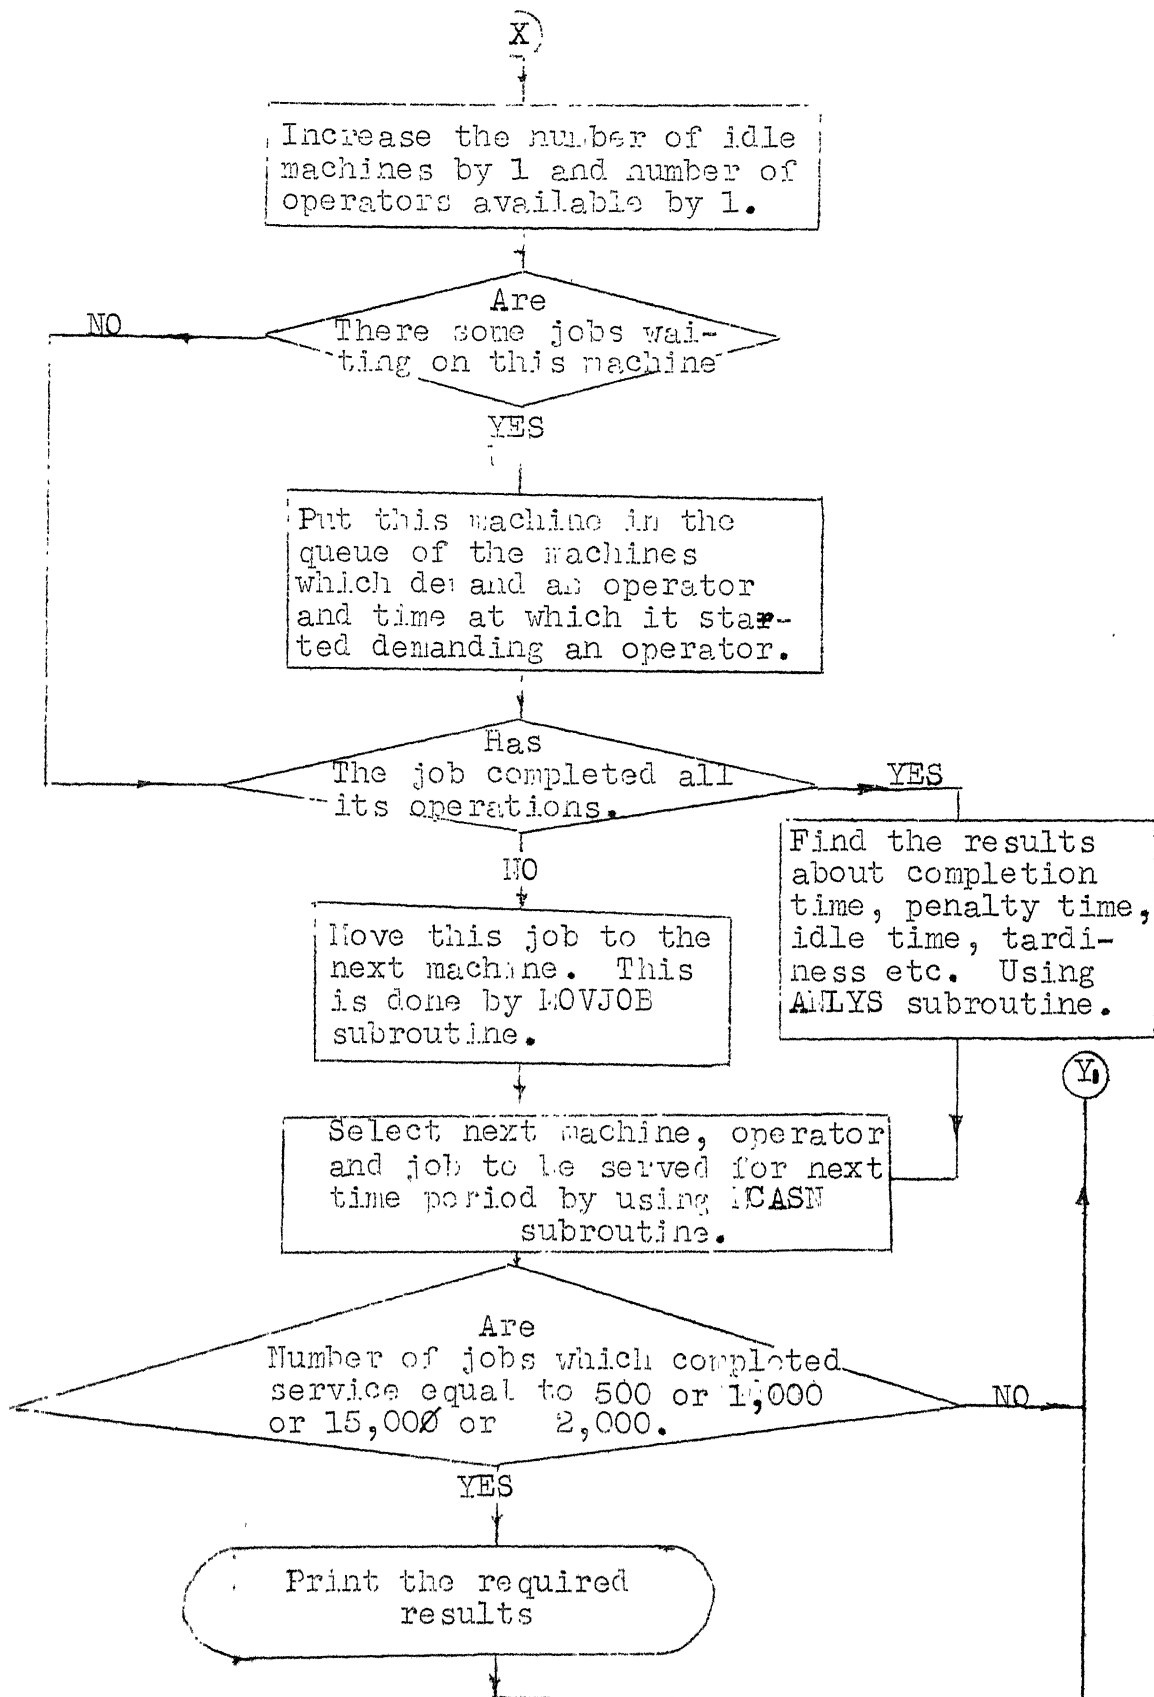 X
Increase the number of idle
machines by 1 and number of
operators available by 1.
Are
There some jobs wai-
ting on this machine
NO
YES
Put this machine in the
queue of the machines
which demand an operator
and time at which it star-
ted demanding an operator.
Has
The job completed all
its operations.
YES
NO
Find the results
about completion
time, penalty time,
idle time, tardi-
ness etc. Using
ANLYS subroutine.
Move this job to the
next machine. This
is done by MOVJOB
subroutine.
Y
Select next machine, operator
and job to be served for next
time period by using MCASN
subroutine.
Are
Number of jobs which completed
service equal to 500 or 1,000
or 15,000 or 2,000.
NO
YES
Print the required
results